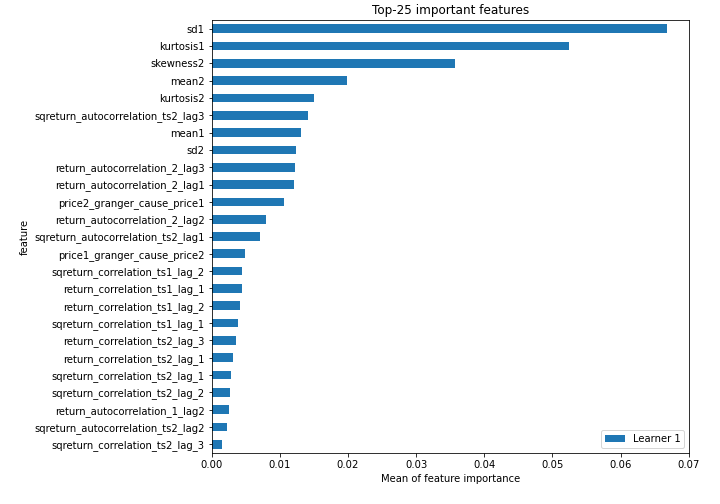 Top-25 important features
sd1
kurtosis1
skewness2
mean2
kurtosis2
sqreturn_autocorrelation_ts2_lag3
mean1
sd2
return_autocorrelation_2_lag3
return_autocorrelation_2_lag1
price2_granger_cause_price1
return_autocorrelation_2_lag2
sqreturn_autocorrelation_ts2_lag1
price1_granger_cause_price2
sqreturn_correlation_ts1_lag_2
return_correlation_ts1_lag_1
return_correlation_ts1_lag_2
sqreturn_correlation_ts1_lag_1
return_correlation_ts2_lag_3
return_correlation_ts2_lag_1
sqreturn_correlation_ts2_lag_1
sqreturn_correlation_ts2_lag_2
return_autocorrelation_1_lag2
sqreturn_autocorrelation_ts2_lag2
sqreturn_correlation_ts2_lag_3
feature
Learner 1
0.00 0.01 0.02 0.03 0.04 0.05 0.06 0.07
Mean of feature importance